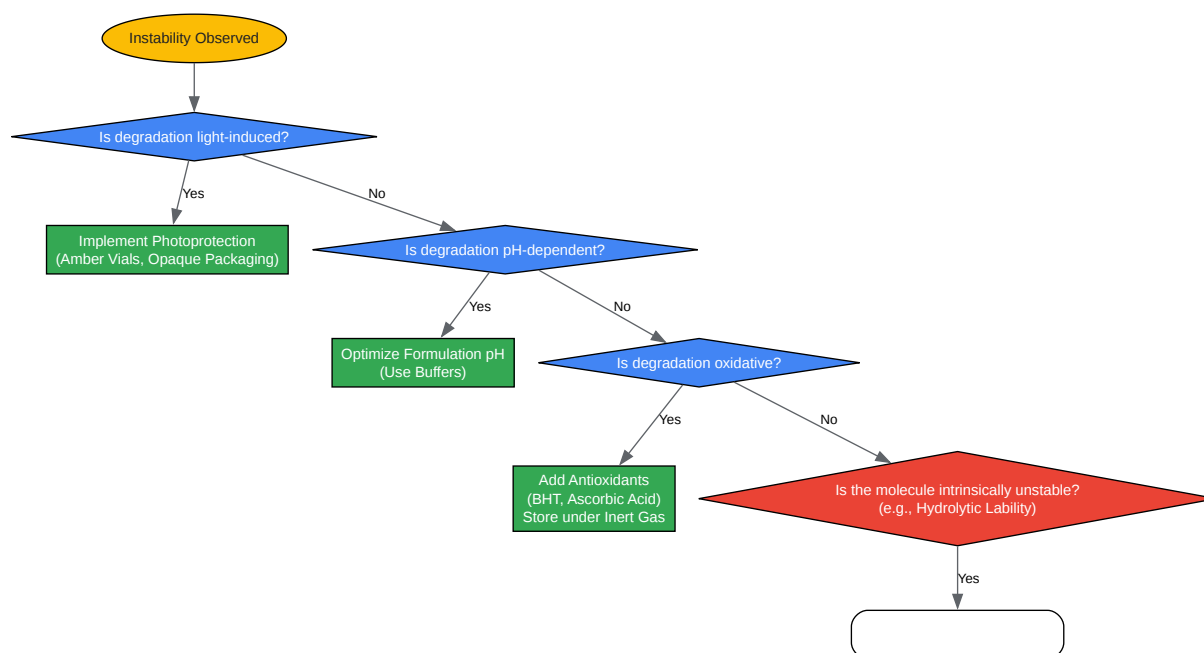 Instability Observed
Is degradation light-induced?
Yes
No
Implement Photoprotection
(Amber Vials, Opaque Packaging)
Is degradation pH-dependent?
Yes
No
Optimize Formulation pH
(Use Buffers)
Is degradation oxidative?
Yes
No
Add Antioxidants
(BHT, Ascorbic Acid)
Store under Inert Gas
Is the molecule intrinsically unstable?
(e.g., Hydrolytic Lability)
Yes